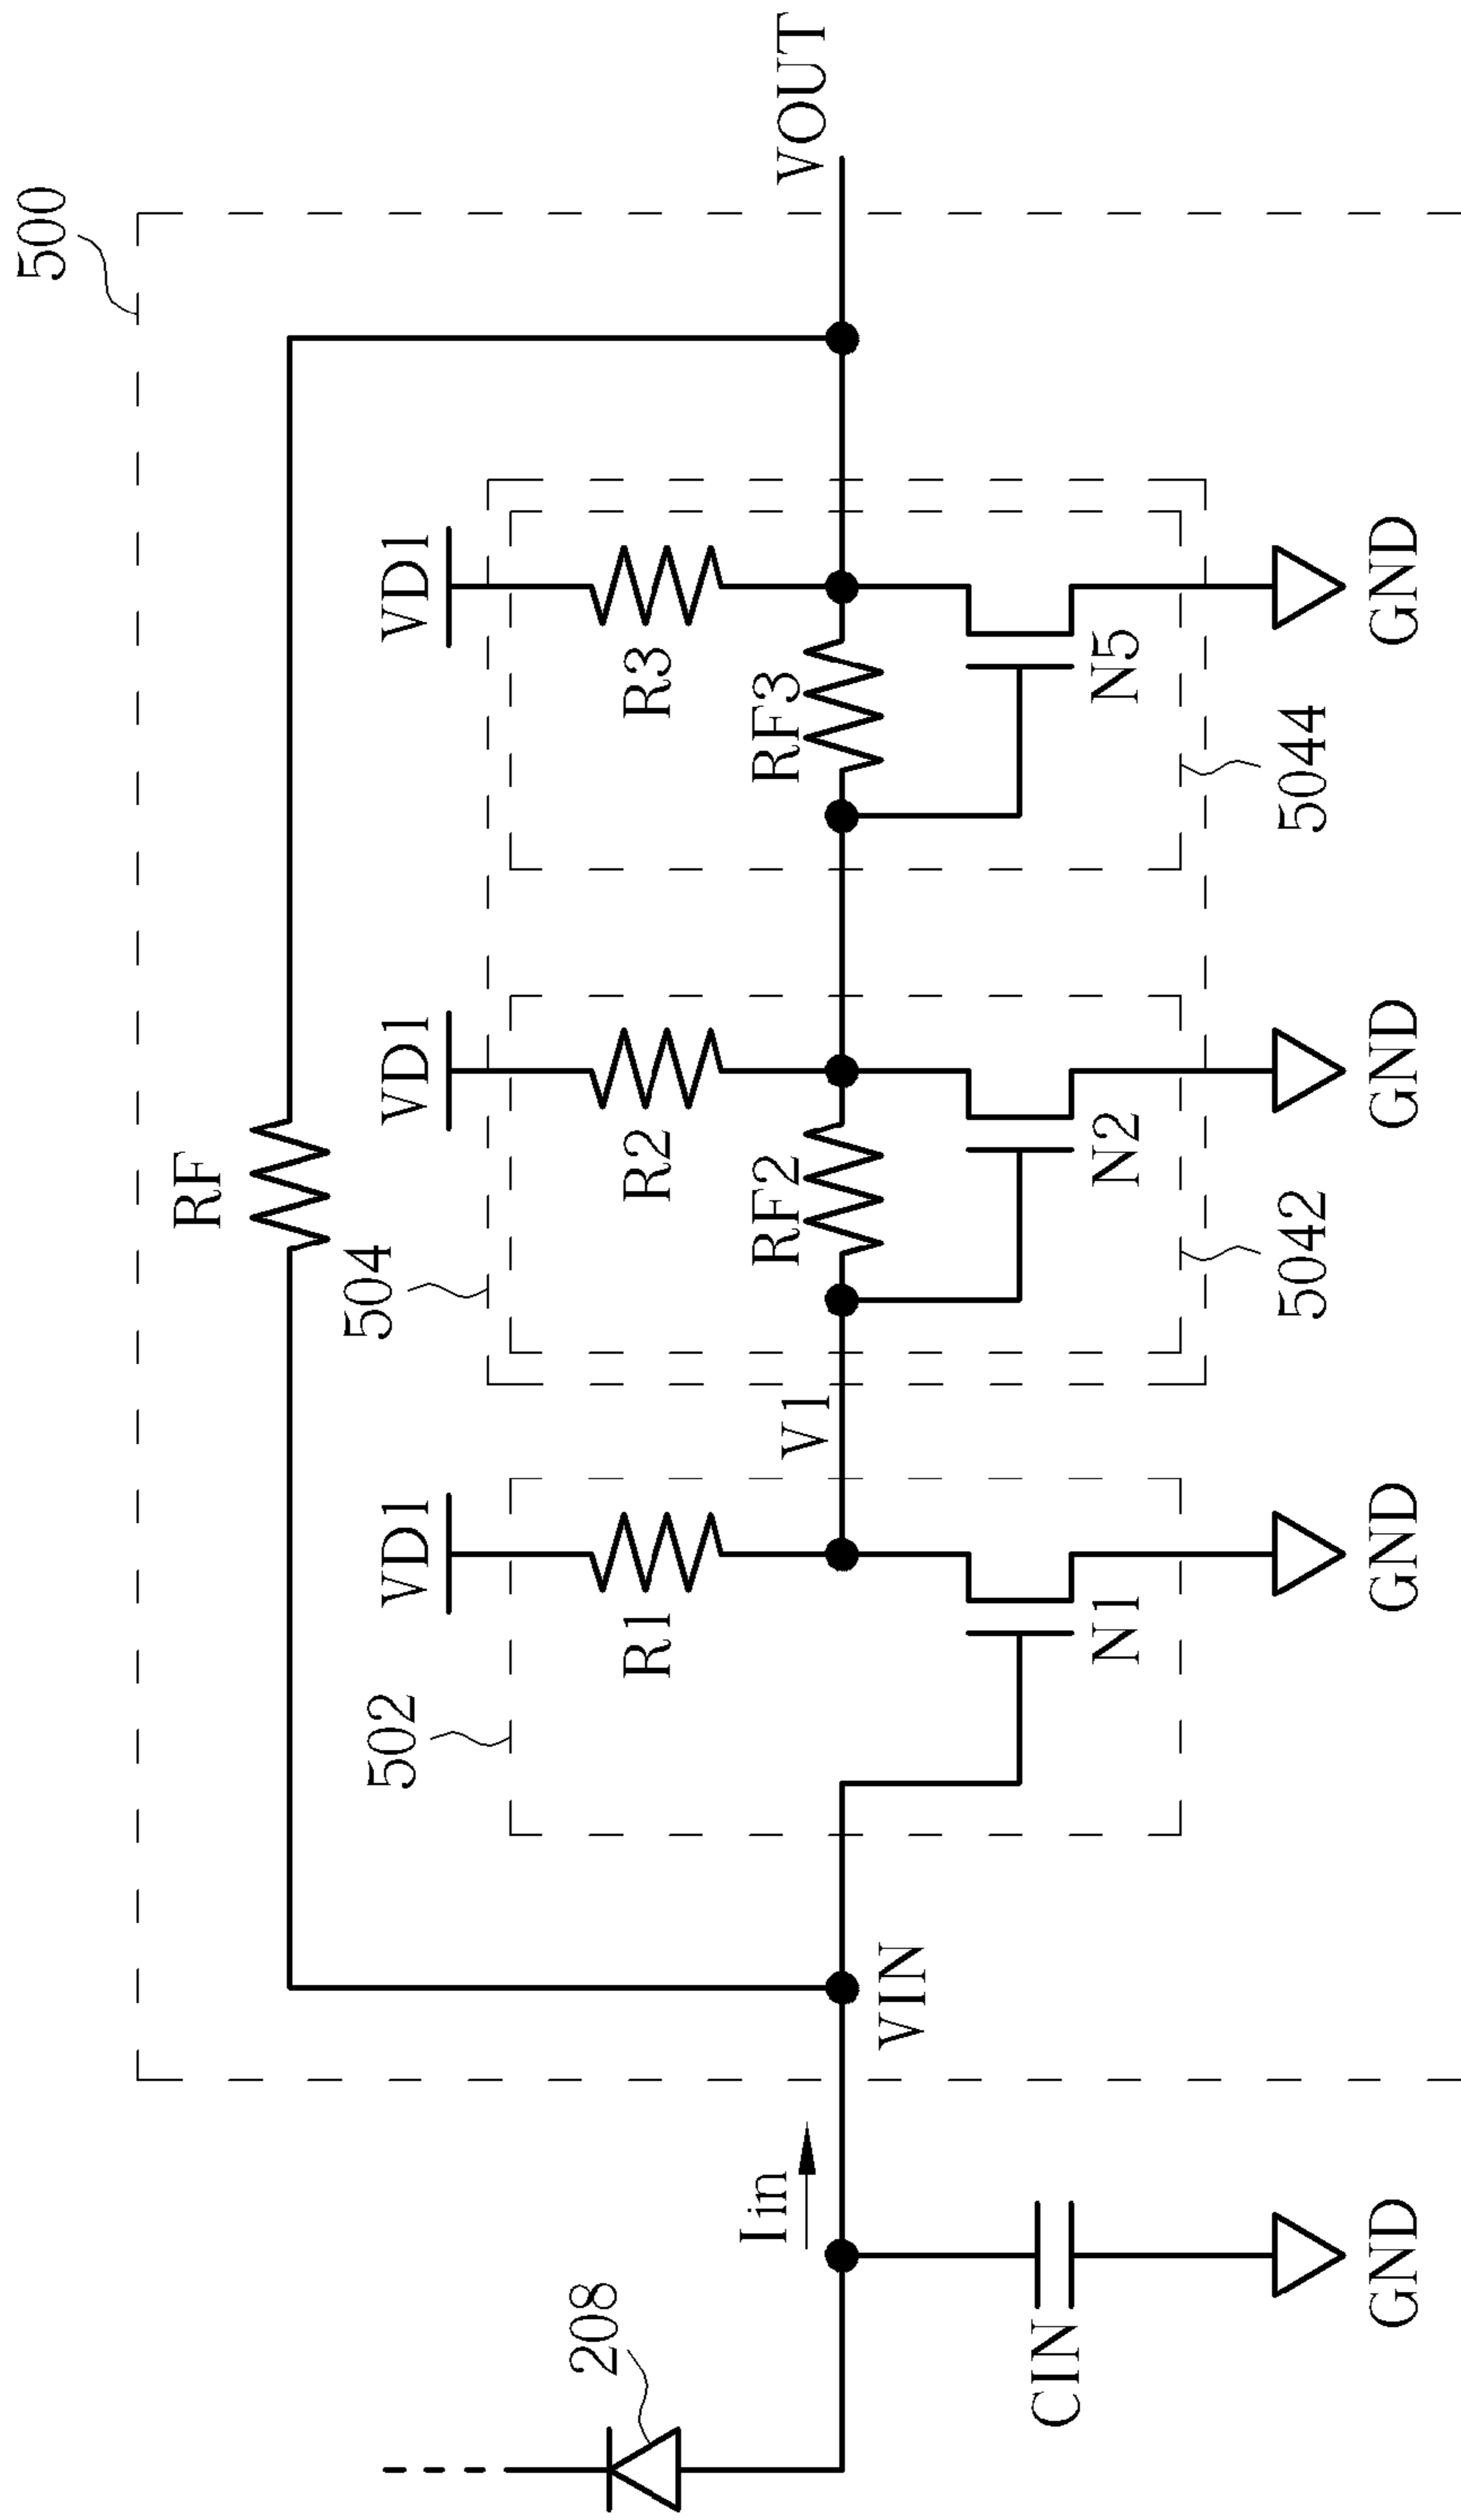 500
RF
504
VD1
VD1
VD1
502
R1
R2
R3
208
Iin
V1
RF2
RF3
VOUT
VIN
CIN
N1
N2
N5
5042
5044
GND
GND
GND
GND